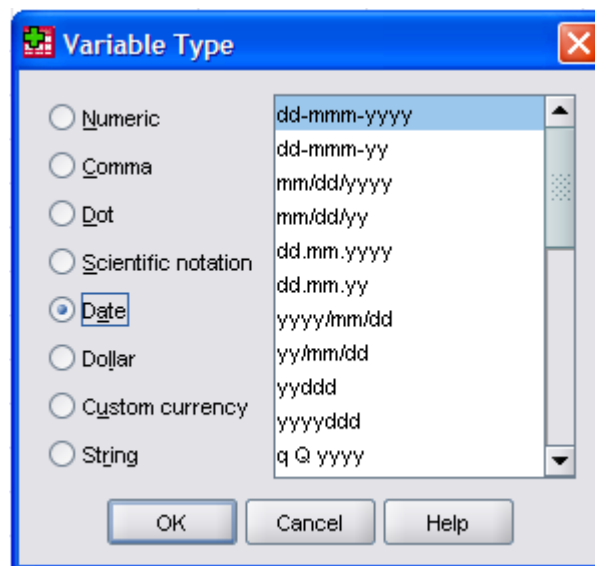 Variable Type
Numeric
Comma
Dot
Scientific notation
Date
Dollar
Custom currency
String
dd-mmm-yyyy
dd-mmm-yy
mm/dd/yyyy
mm/dd/yy
dd.mm.yyyy
dd.mm.yy
yyyy/mm/dd
yy/mm/dd
yyddd
yyyyddd
q Q yyyy
OK
Cancel
Help